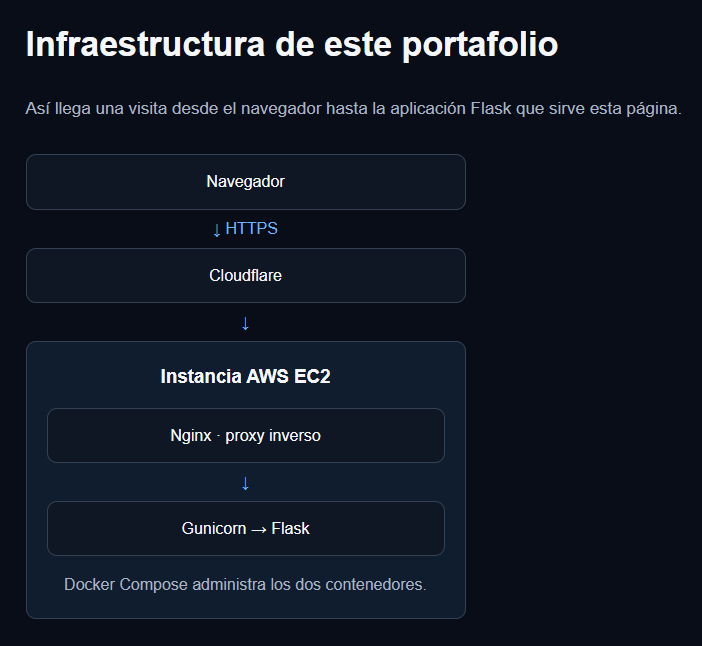 Infraestructura de este portafolio
Así llega una visita desde el navegador hasta la aplicación Flask que sirve esta página.
Navegador
↓ HTTPS
Cloudflare
↓
Instancia AWS EC2
Nginx · proxy inverso
↓
Gunicorn → Flask
Docker Compose administra los dos contenedores.